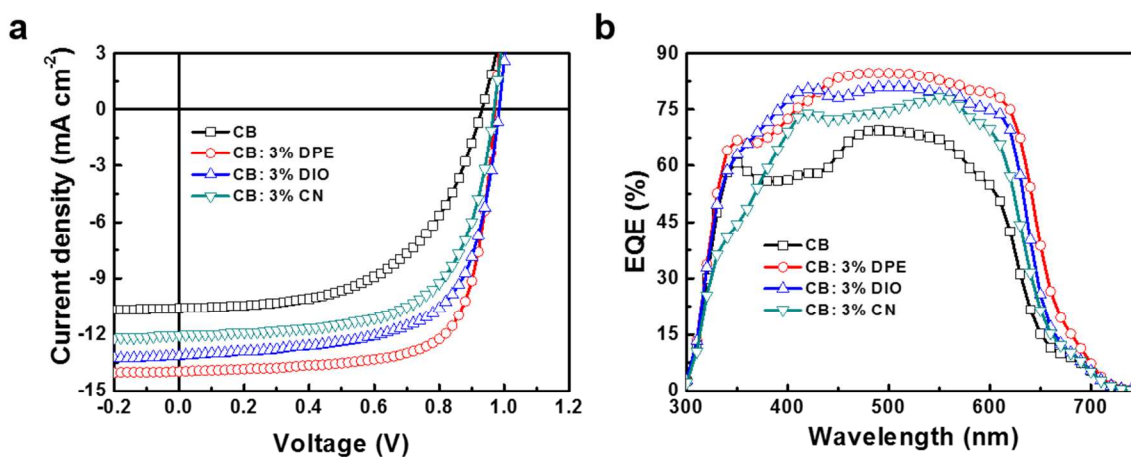 a
Current density (mA cm⁻²)
3
0
-3
-6
-9
-12
-15
CB
CB: 3% DPE
CB: 3% DIO
CB: 3% CN
-0.2 0.0 0.2 0.4 0.6 0.8 1.0 1.2
Voltage (V)
b
EQE (%)
90
75
60
45
30
15
0
CB
CB: 3% DPE
CB: 3% DIO
CB: 3% CN
300 400 500 600 700
Wavelength (nm)